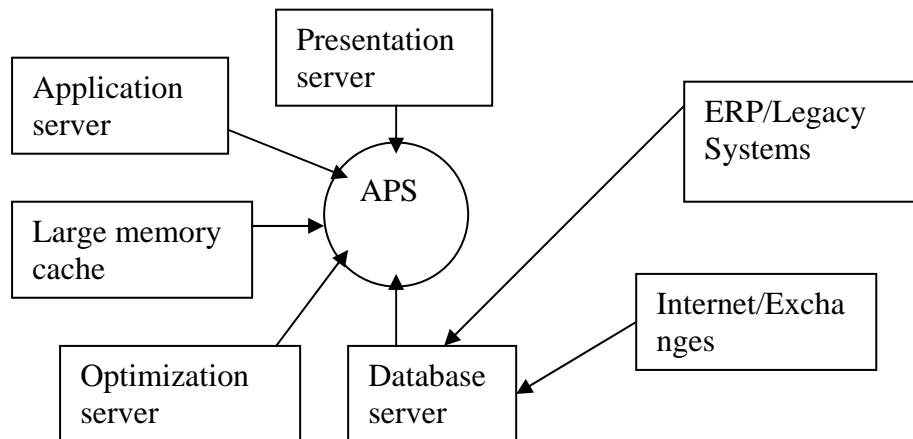 Presentation
server
Application
server
ERP/Legacy
Systems
APS
Large memory
cache
Internet/Excha
nges
Optimization
server
Database
server